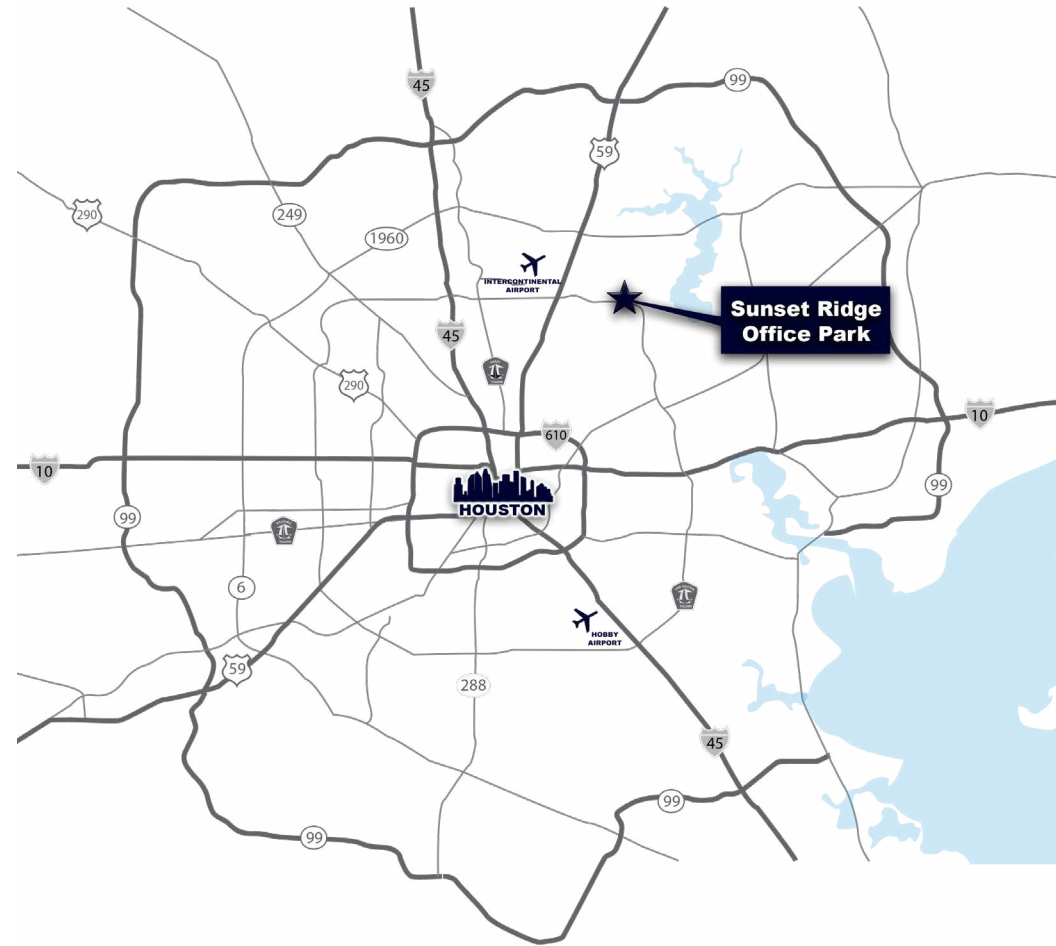 99
45
59
290
249
1960
INTERCONTINENTAL
AIRPORT
Sunset Ridge
Office Park
45
290
10
610
10
HOUSTON
99
99
6
HOBBY
AIRPORT
59
288
45
99
99